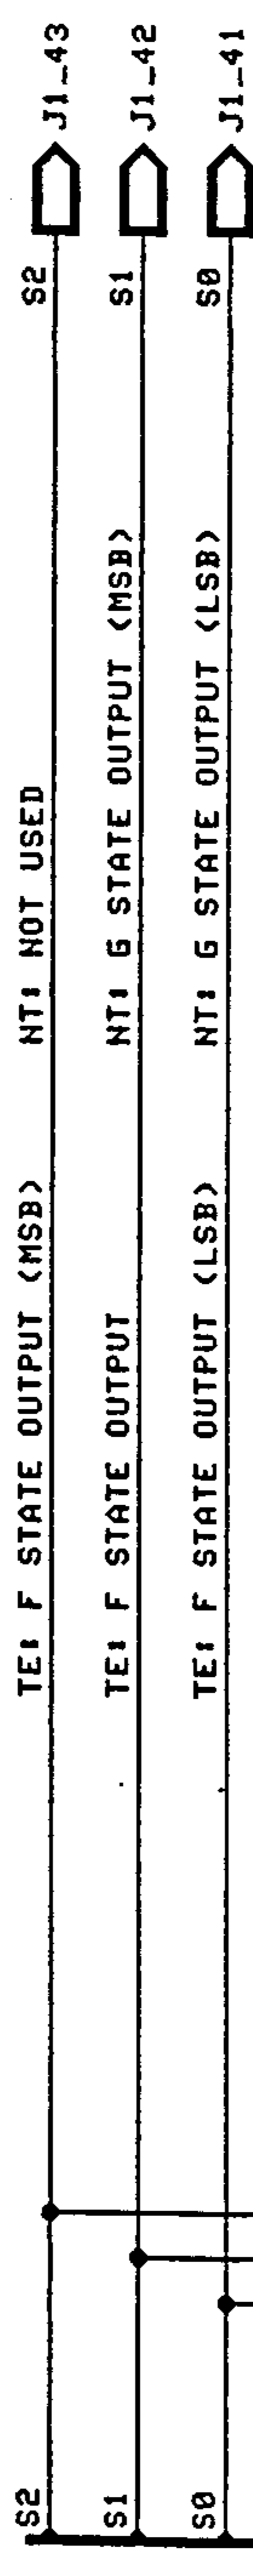 S2 TE: F STATE OUTPUT (MSB) NT: NOT USED S2 J1_43
S1 TE: F STATE OUTPUT NT: G STATE OUTPUT (MSB) S1 J1_42
S0 TE: F STATE OUTPUT (LSB) NT: G STATE OUTPUT (LSB) S0 J1_41